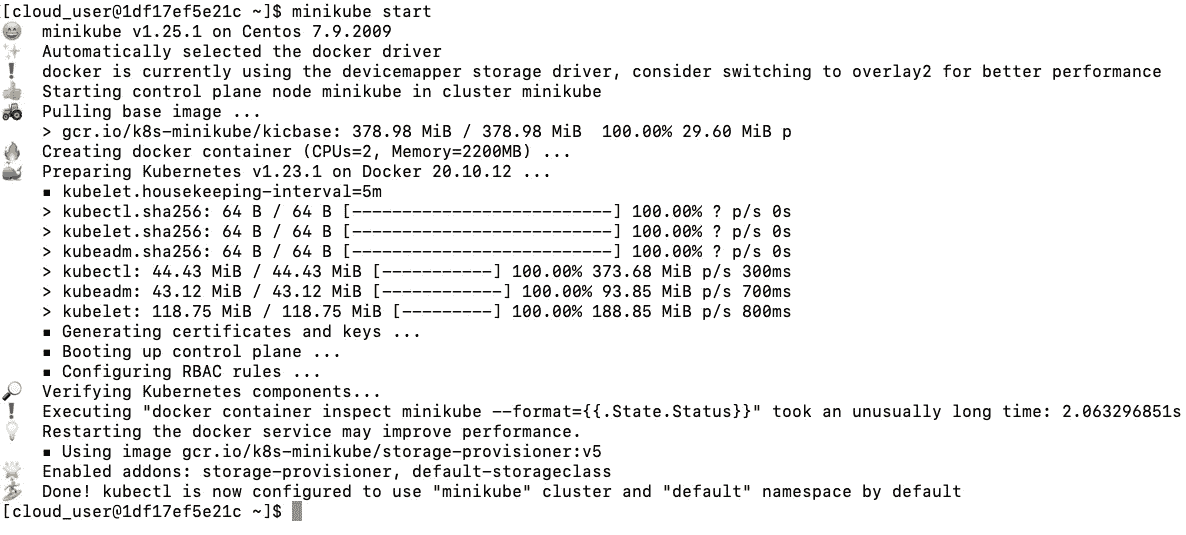 [cloud_user@1df17ef5e21c ~]$ minikube start
😄 minikube v1.25.1 on Centos 7.9.2009
✨ Automatically selected the docker driver
❗ docker is currently using the devicemapper storage driver, consider switching to overlay2 for better performance
👍 Starting control plane node minikube in cluster minikube
🚜 Pulling base image ...
> gcr.io/k8s-minikube/kicbase: 378.98 MiB / 378.98 MiB  100.00% 29.60 MiB p
🔥 Creating docker container (CPUs=2, Memory=2200MB) ...
🐳 Preparing Kubernetes v1.23.1 on Docker 20.10.12 ...
▪ kubelet.housekeeping-interval=5m
> kubectl.sha256: 64 B / 64 B [--------------------------] 100.00% ? p/s 0s
> kubelet.sha256: 64 B / 64 B [--------------------------] 100.00% ? p/s 0s
> kubeadm.sha256: 64 B / 64 B [--------------------------] 100.00% ? p/s 0s
> kubectl: 44.43 MiB / 44.43 MiB [-----------] 100.00% 373.68 MiB p/s 300ms
> kubeadm: 43.12 MiB / 43.12 MiB [------------] 100.00% 93.85 MiB p/s 700ms
> kubelet: 118.75 MiB / 118.75 MiB [---------] 100.00% 188.85 MiB p/s 800ms
▪ Generating certificates and keys ...
▪ Booting up control plane ...
▪ Configuring RBAC rules ...
🔎 Verifying Kubernetes components...
❗ Executing "docker container inspect minikube --format={{.State.Status}}" took an unusually long time: 2.063296851s
💡 Restarting the docker service may improve performance.
▪ Using image gcr.io/k8s-minikube/storage-provisioner:v5
🌟 Enabled addons: storage-provisioner, default-storageclass
🏄 Done! kubectl is now configured to use "minikube" cluster and "default" namespace by default
[cloud_user@1df17ef5e21c ~]$